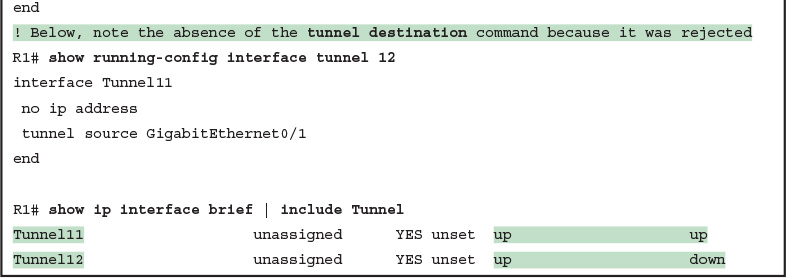 end
! Below, note the absence of the tunnel destination command because it was rejected
R1# show running-config interface tunnel 12
interface Tunnel11
 no ip address
 tunnel source GigabitEthernet0/1
end

R1# show ip interface brief | include Tunnel
Tunnel11                   unassigned      YES unset  up                    up
Tunnel12                   unassigned      YES unset  up                    down